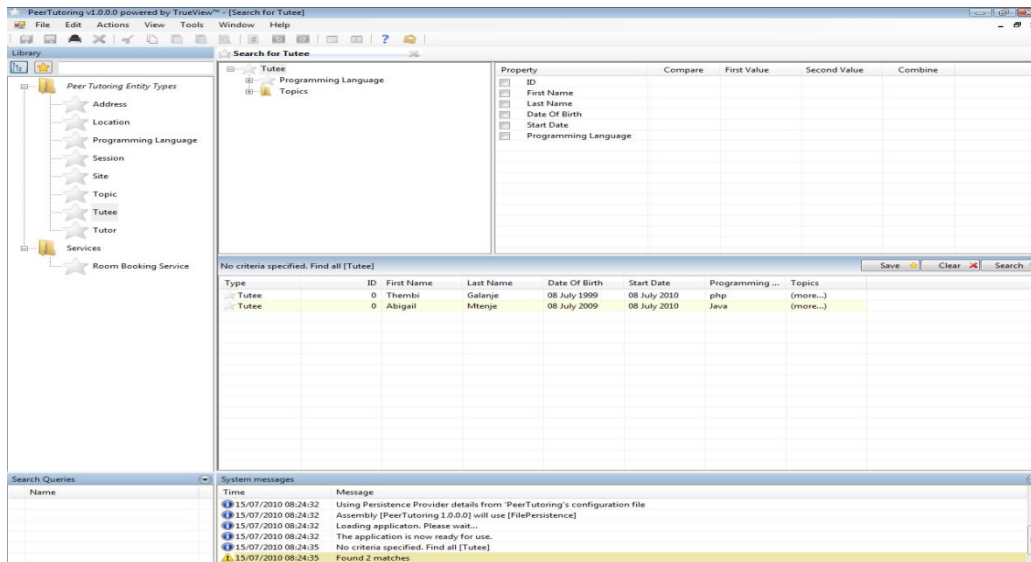 PeerTutoring v1.0.0.0 powered by TrueView™ - [Search for Tutee]
File Edit Actions View Tools Window Help
Library
Search for Tutee
Peer Tutoring Entity Types
Address
Location
Programming Language
Session
Site
Topic
Tutee
Tutor
Services
Room Booking Service
Tutee
Programming Language
Topics
Property Compare First Value Second Value Combine
ID
First Name
Last Name
Date Of Birth
Start Date
Programming Language
No criteria specified. Find all [Tutee] Save Clear Search
Type ID First Name Last Name Date Of Birth Start Date Programming ... Topics
Tutee 0 Thembi Galanje 08 July 1999 08 July 2010 php (more...)
Tutee 0 Abigail Mtenje 08 July 2009 08 July 2010 Java (more...)
Search Queries
Name
System messages
Time Message
15/07/2010 08:24:32 Using Persistence Provider details from 'PeerTutoring's configuration file
15/07/2010 08:24:32 Assembly [PeerTutoring 1.0.0.0] will use [FilePersistence]
15/07/2010 08:24:32 Loading applicaton. Please wait...
15/07/2010 08:24:32 The application is now ready for use.
15/07/2010 08:24:35 No criteria specified. Find all [Tutee]
15/07/2010 08:24:35 Found 2 matches